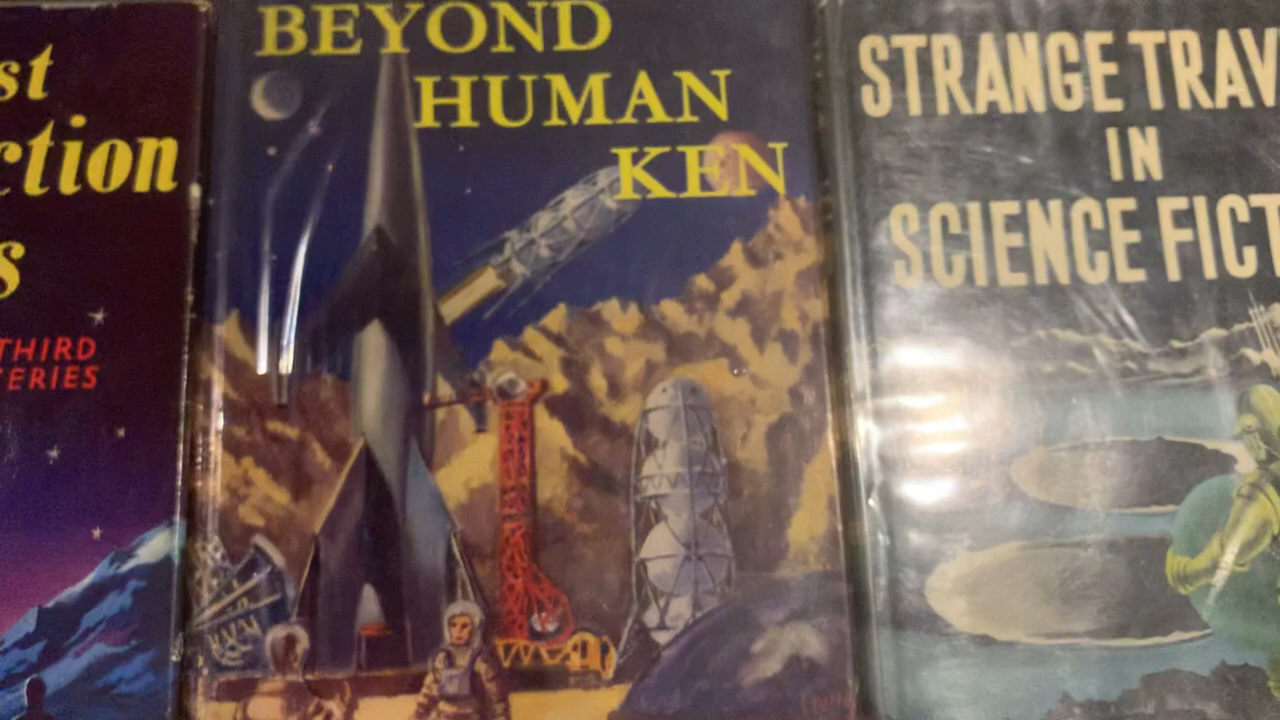 st
ction
s
THIRD
ERIES
BEYOND
HUMAN
KEN
STRANGE TRAV
IN
SCIENCE FICT